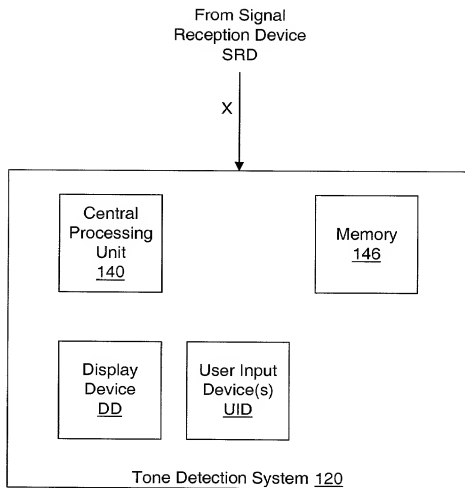 From Signal
Reception Device
SRD
X
Central
Processing
Unit
140
Memory
146
Display
Device
DD
User Input
Device(s)
UID
Tone Detection System 120